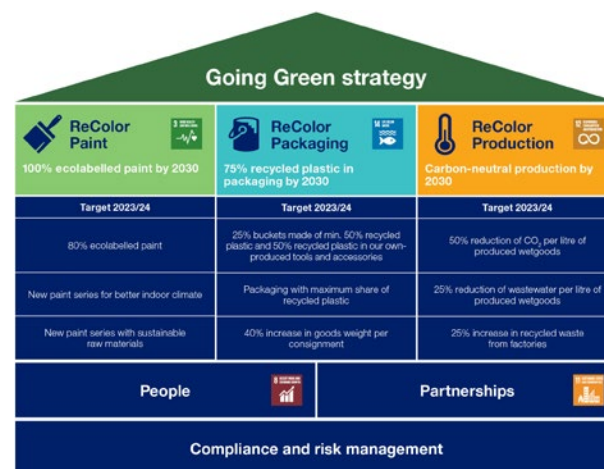 Going Green strategy
ReColor
Paint
3
100% ecolabelled paint by 2030
ReColor
Packaging
14
75% recycled plastic in
packaging by 2030
ReColor
Production
12
Carbon-neutral production by
2030
Target 2023/24
80% ecolabelled paint
New paint series for better indoor climate
New paint series with sustainable
raw materials
Target 2023/24
25% buckets made of min. 50% recycled
plastic and 50% recycled plastic in our own-
produced tools and accessories
Packaging with maximum share of
recycled plastic
40% increase in goods weight per
consignment
Target 2023/24
50% reduction of CO₂ per litre of
produced wetgoods
25% reduction of wastewater per litre of
produced wetgoods
25% increase in recycled waste
from factories
People
8
Partnerships
11
Compliance and risk management